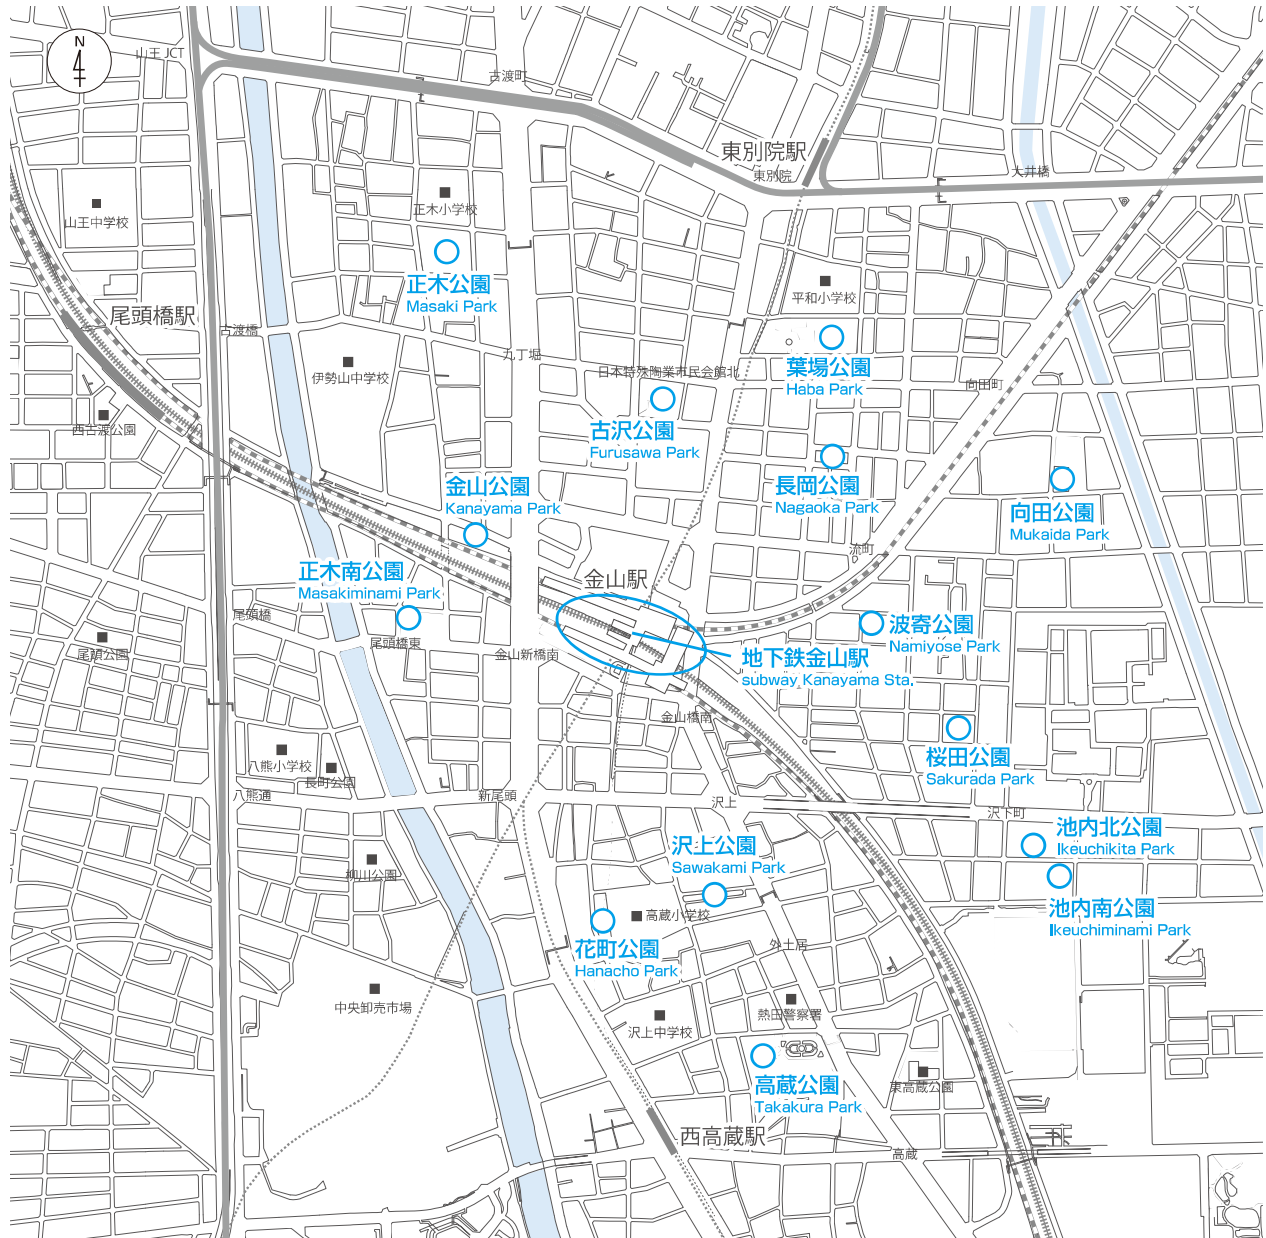 N
山王 JCT
古渡町
東別院駅
東別院
大井橋
正木小学校
山王中学校
正木公園
Masaki Park
平和小学校
尾頭橋駅
古渡橋
九丁堀
葉場公園
Haba Park
伊勢山中学校
日本特殊陶業市民会館北
向田町
西古渡公園
古沢公園
Furusawa Park
金山公園
Kanayama Park
長岡公園
Nagaoka Park
向田公園
Mukaida Park
流町
正木南公園
Masakiminami Park
金山駅
尾頭橋
尾頭橋東
尾頭公園
金山新橋南
波寄公園
Namiyose Park
地下鉄金山駅
subway Kanayama Sta.
金山橋南
桜田公園
Sakurada Park
八熊小学校
長町公園
八熊通
新尾頭
沢上
沢下町
池内北公園
Ikeuchikita Park
沢上公園
Sawakami Park
柳川公園
高蔵小学校
池内南公園
Ikeuchiminami Park
花町公園
Hanacho Park
外土居
中央卸売市場
沢上中学校
熱田警察署
高蔵公園
Takakura Park
東高蔵公園
西高蔵駅
高蔵